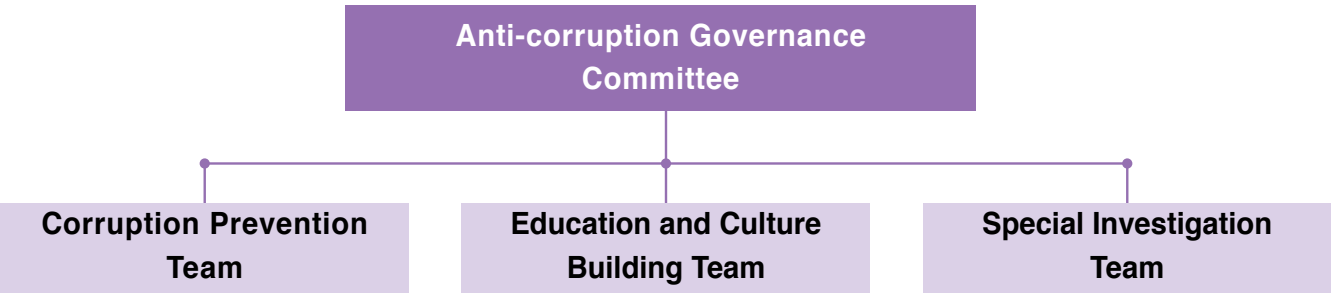 Anti-corruption Governance
Committee
Corruption Prevention
Team
Education and Culture
Building Team
Special Investigation
Team